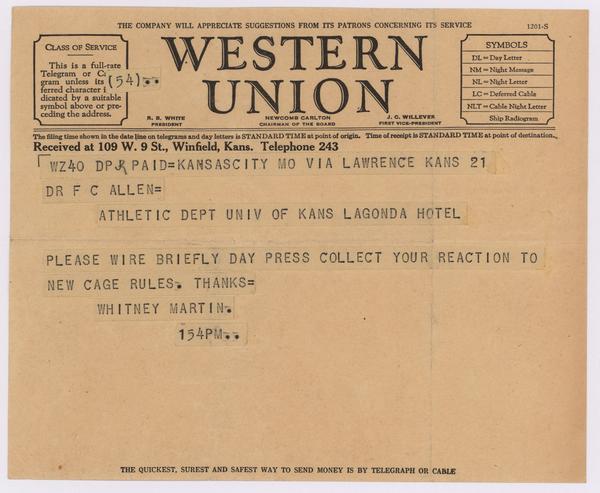 THE COMPANY WILL APPRECIATE SUGGESTIONS FROM ITS PATRONS CONCERNING ITS SERVICE
1201-S
CLASS OF SERVICE
This is a full-rate
Telegram or Ca-
gram unless its
ferred character i
dicated by a suitable
symbol above or pre-
ceding the address.
(54)..
WESTERN
UNION
R. B. WHITE
PRESIDENT
NEWCOMB CARLTON
CHAIRMAN OF THE BOARD
J. C. WILLEVER
FIRST VICE-PRESIDENT
SYMBOLS
DL = Day Letter
NM = Night Message
NL = Night Letter
LC = Deferred Cable
NLT = Cable Night Letter
Ship Radiogram
The filing time shown in the date line on telegrams and day letters is STANDARD TIME at point of origin. Time of receipt is STANDARD TIME at point of destination.
Received at 109 W. 9 St., Winfield, Kans. Telephone 243
WZ40 DPR PAID=KANSASCITY MO VIA LAWRENCE KANS 21
DR F C ALLEN=
ATHLETIC DEPT UNIV OF KANS LAGONDA HOTEL
PLEASE WIRE BRIEFLY DAY PRESS COLLECT YOUR REACTION TO
NEW CAGE RULES. THANKS=
WHITNEY MARTIN.
154PM..
THE QUICKEST, SUREST AND SAFEST WAY TO SEND MONEY IS BY TELEGRAPH OR CABLE